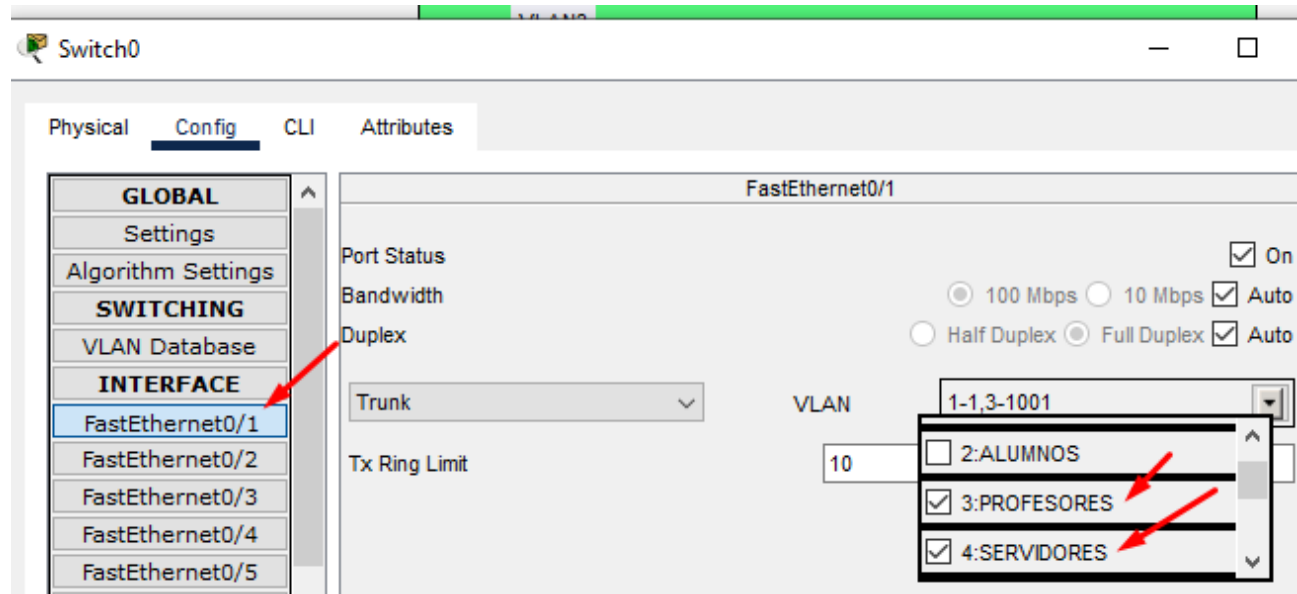 VLAN2
Switch0
Physical Config CLI Attributes
GLOBAL
Settings
Algorithm Settings
SWITCHING
VLAN Database
INTERFACE
FastEthernet0/1
FastEthernet0/2
FastEthernet0/3
FastEthernet0/4
FastEthernet0/5
FastEthernet0/1
Port Status On
Bandwidth 100 Mbps 10 Mbps Auto
Duplex Half Duplex Full Duplex Auto
Trunk VLAN 1-1,3-1001
2:ALUMNOS
Tx Ring Limit 10
3:PROFESORES
4:SERVIDORES